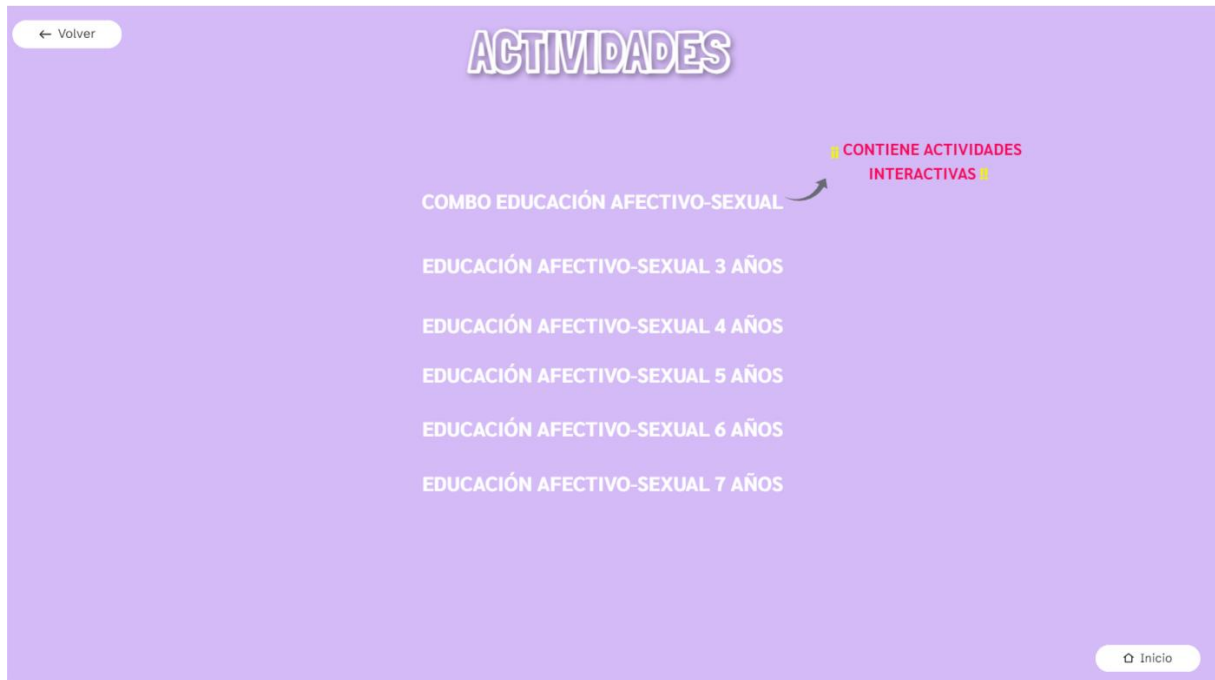 ← Volver
ACTIVIDADES
¡¡ CONTIENE ACTIVIDADES
INTERACTIVAS !!
COMBO EDUCACIÓN AFECTIVO-SEXUAL
EDUCACIÓN AFECTIVO-SEXUAL 3 AÑOS
EDUCACIÓN AFECTIVO-SEXUAL 4 AÑOS
EDUCACIÓN AFECTIVO-SEXUAL 5 AÑOS
EDUCACIÓN AFECTIVO-SEXUAL 6 AÑOS
EDUCACIÓN AFECTIVO-SEXUAL 7 AÑOS
Inicio